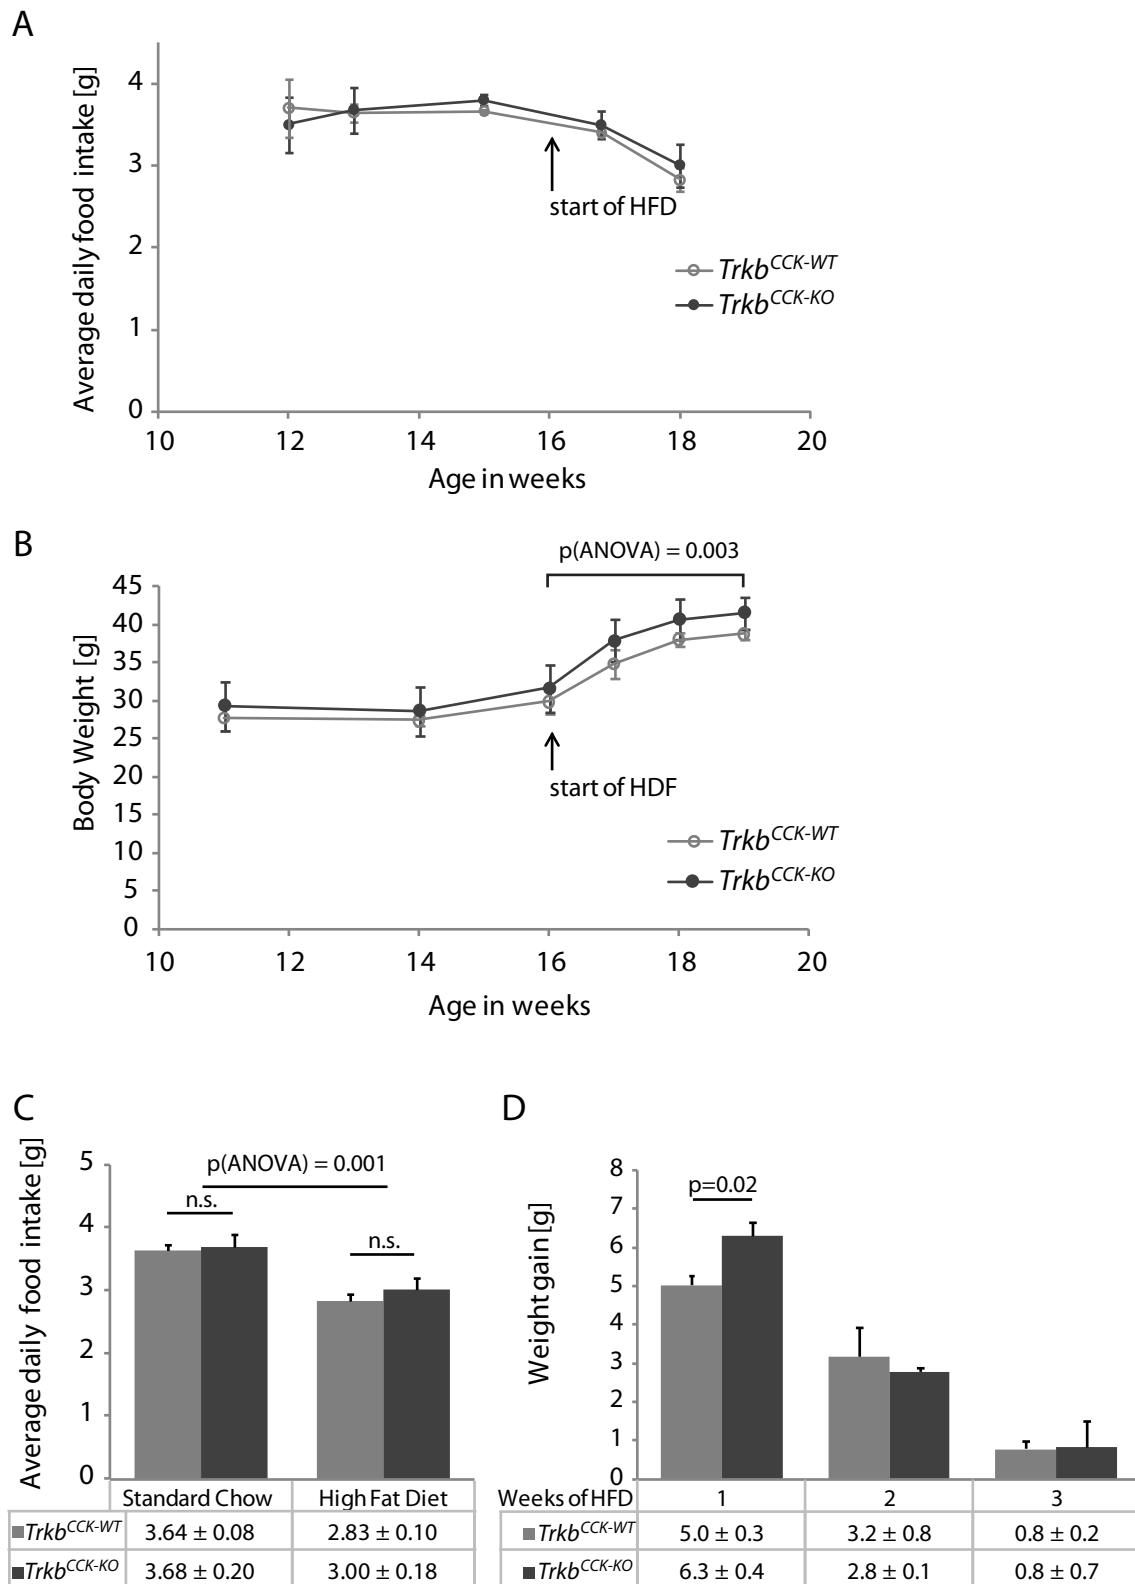 A
Average daily food intake [g]
4
3
2
1
0
start of HFD
Trkb^CCK-WT
Trkb^CCK-KO
10 12 14 16 18 20
Age in weeks
B
p(ANOVA) = 0.003
Body Weight [g]
45
40
35
30
25
20
15
10
5
0
start of HDF
Trkb^CCK-WT
Trkb^CCK-KO
10 12 14 16 18 20
Age in weeks
C
Average daily food intake [g]
5
4
3
2
1
0
p(ANOVA) = 0.001
n.s.
n.s.
Standard Chow High Fat Diet
Trkb^CCK-WT 3.64 ± 0.08 2.83 ± 0.10
Trkb^CCK-KO 3.68 ± 0.20 3.00 ± 0.18
D
Weight gain [g]
8
7
6
5
4
3
2
1
0
p=0.02
Weeks of HFD 1 2 3
Trkb^CCK-WT 5.0 ± 0.3 3.2 ± 0.8 0.8 ± 0.2
Trkb^CCK-KO 6.3 ± 0.4 2.8 ± 0.1 0.8 ± 0.7